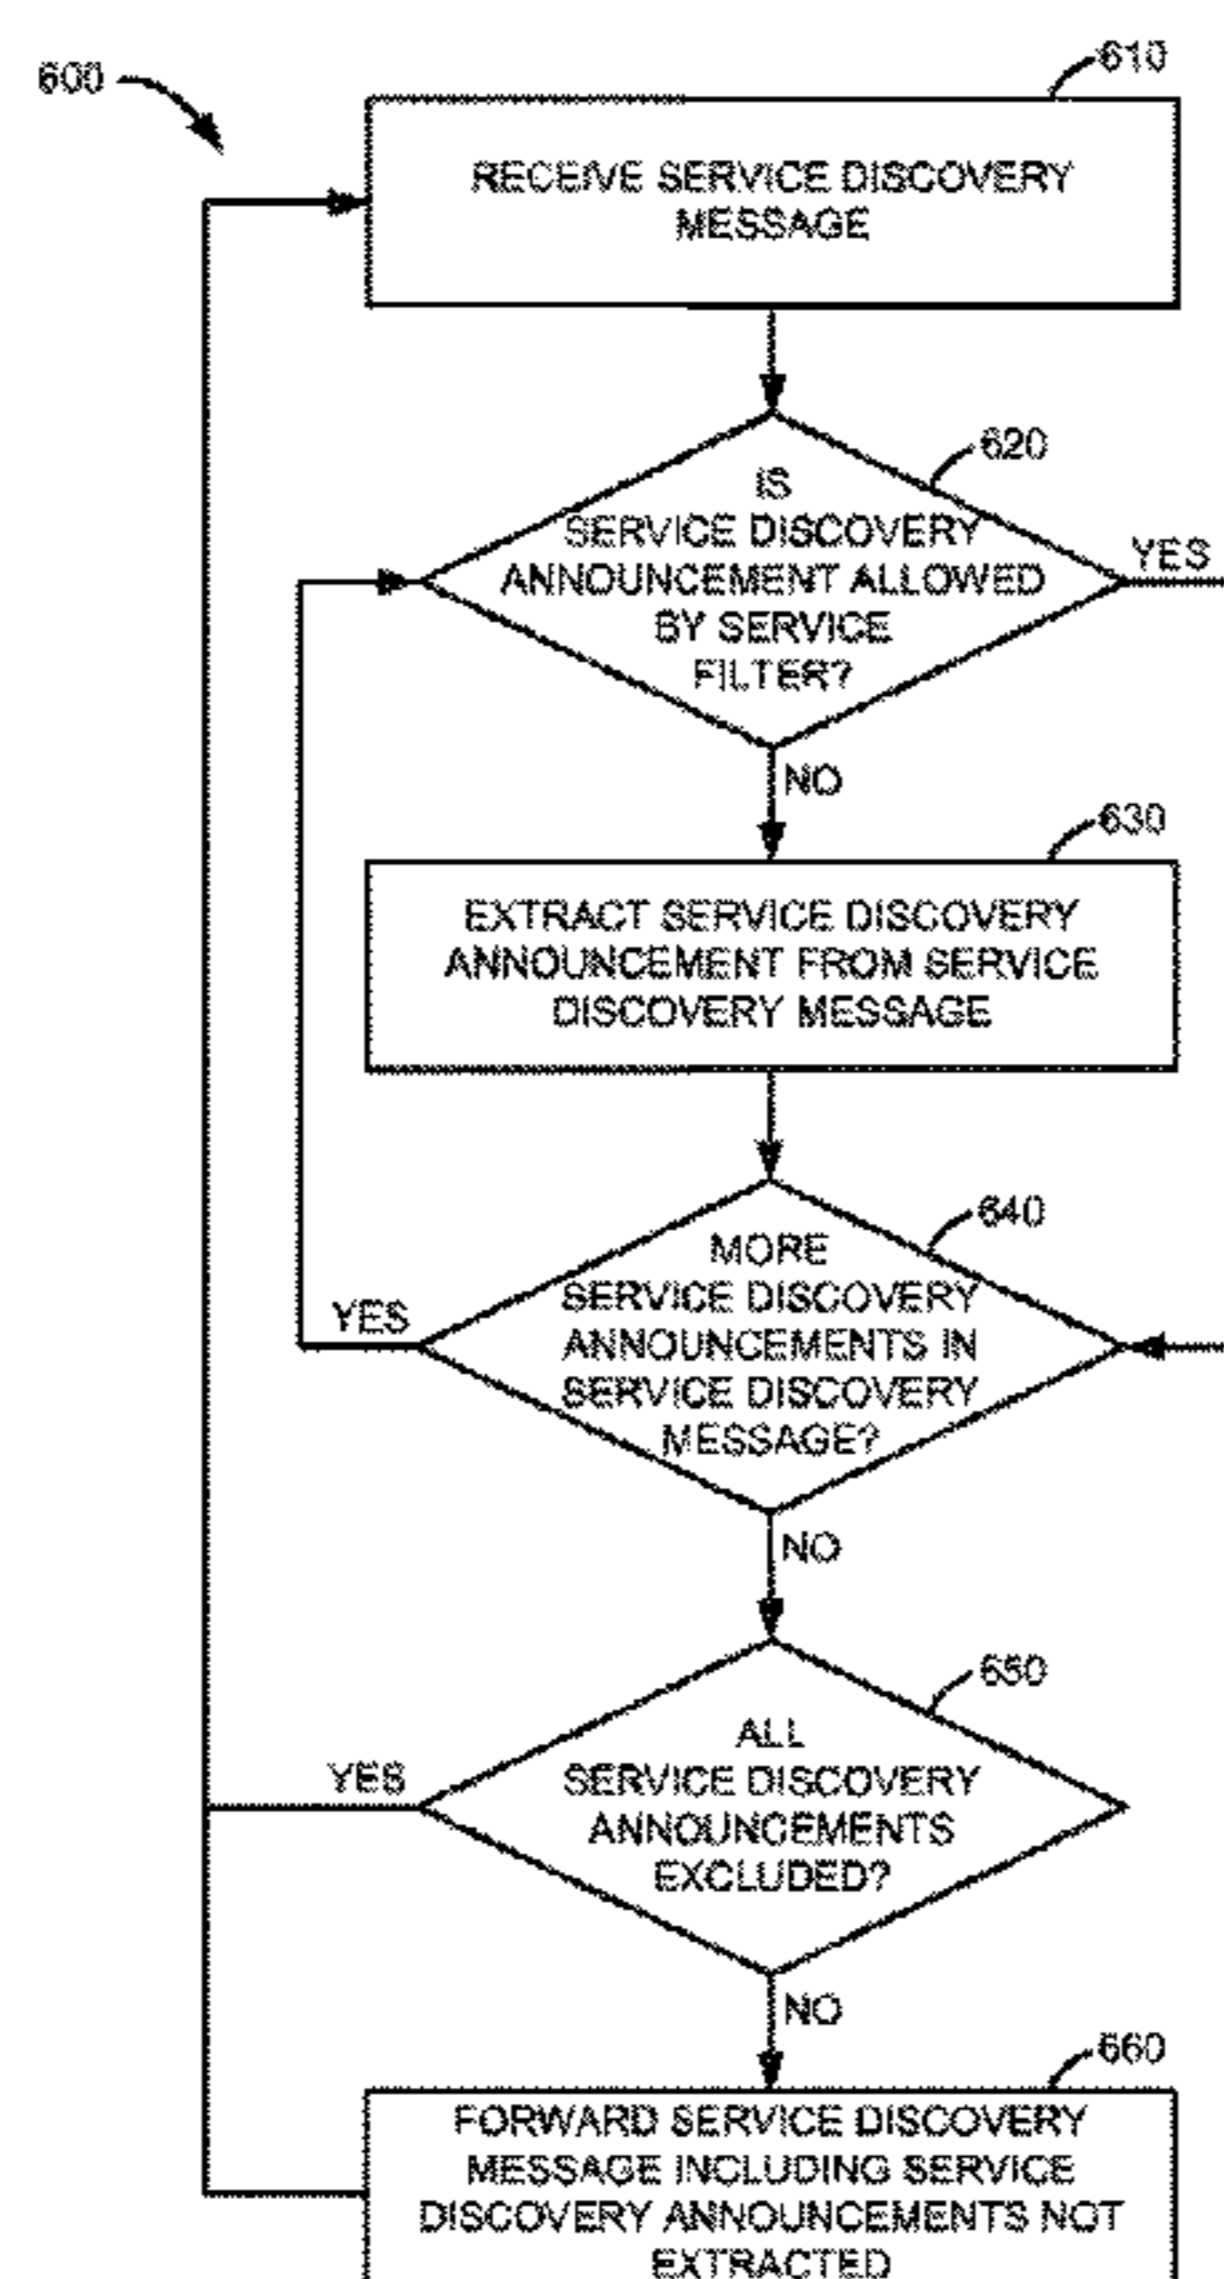 600
610
RECEIVE SERVICE DISCOVERY
MESSAGE
620
IS
SERVICE DISCOVERY
ANNOUNCEMENT ALLOWED
BY SERVICE
FILTER?
YES
NO
630
EXTRACT SERVICE DISCOVERY
ANNOUNCEMENT FROM SERVICE
DISCOVERY MESSAGE
640
MORE
SERVICE DISCOVERY
ANNOUNCEMENTS IN
SERVICE DISCOVERY
MESSAGE?
YES
NO
650
ALL
SERVICE DISCOVERY
ANNOUNCEMENTS
EXCLUDED?
YES
NO
660
FORWARD SERVICE DISCOVERY
MESSAGE INCLUDING SERVICE
DISCOVERY ANNOUNCEMENTS NOT
EXTRACTED